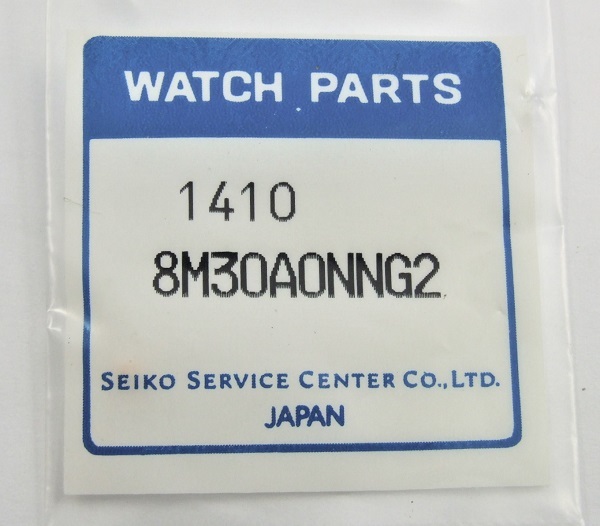 WATCH PARTS
1410
8M30A0NNG2
SEIKO SERVICE CENTER CO., LTD.
JAPAN